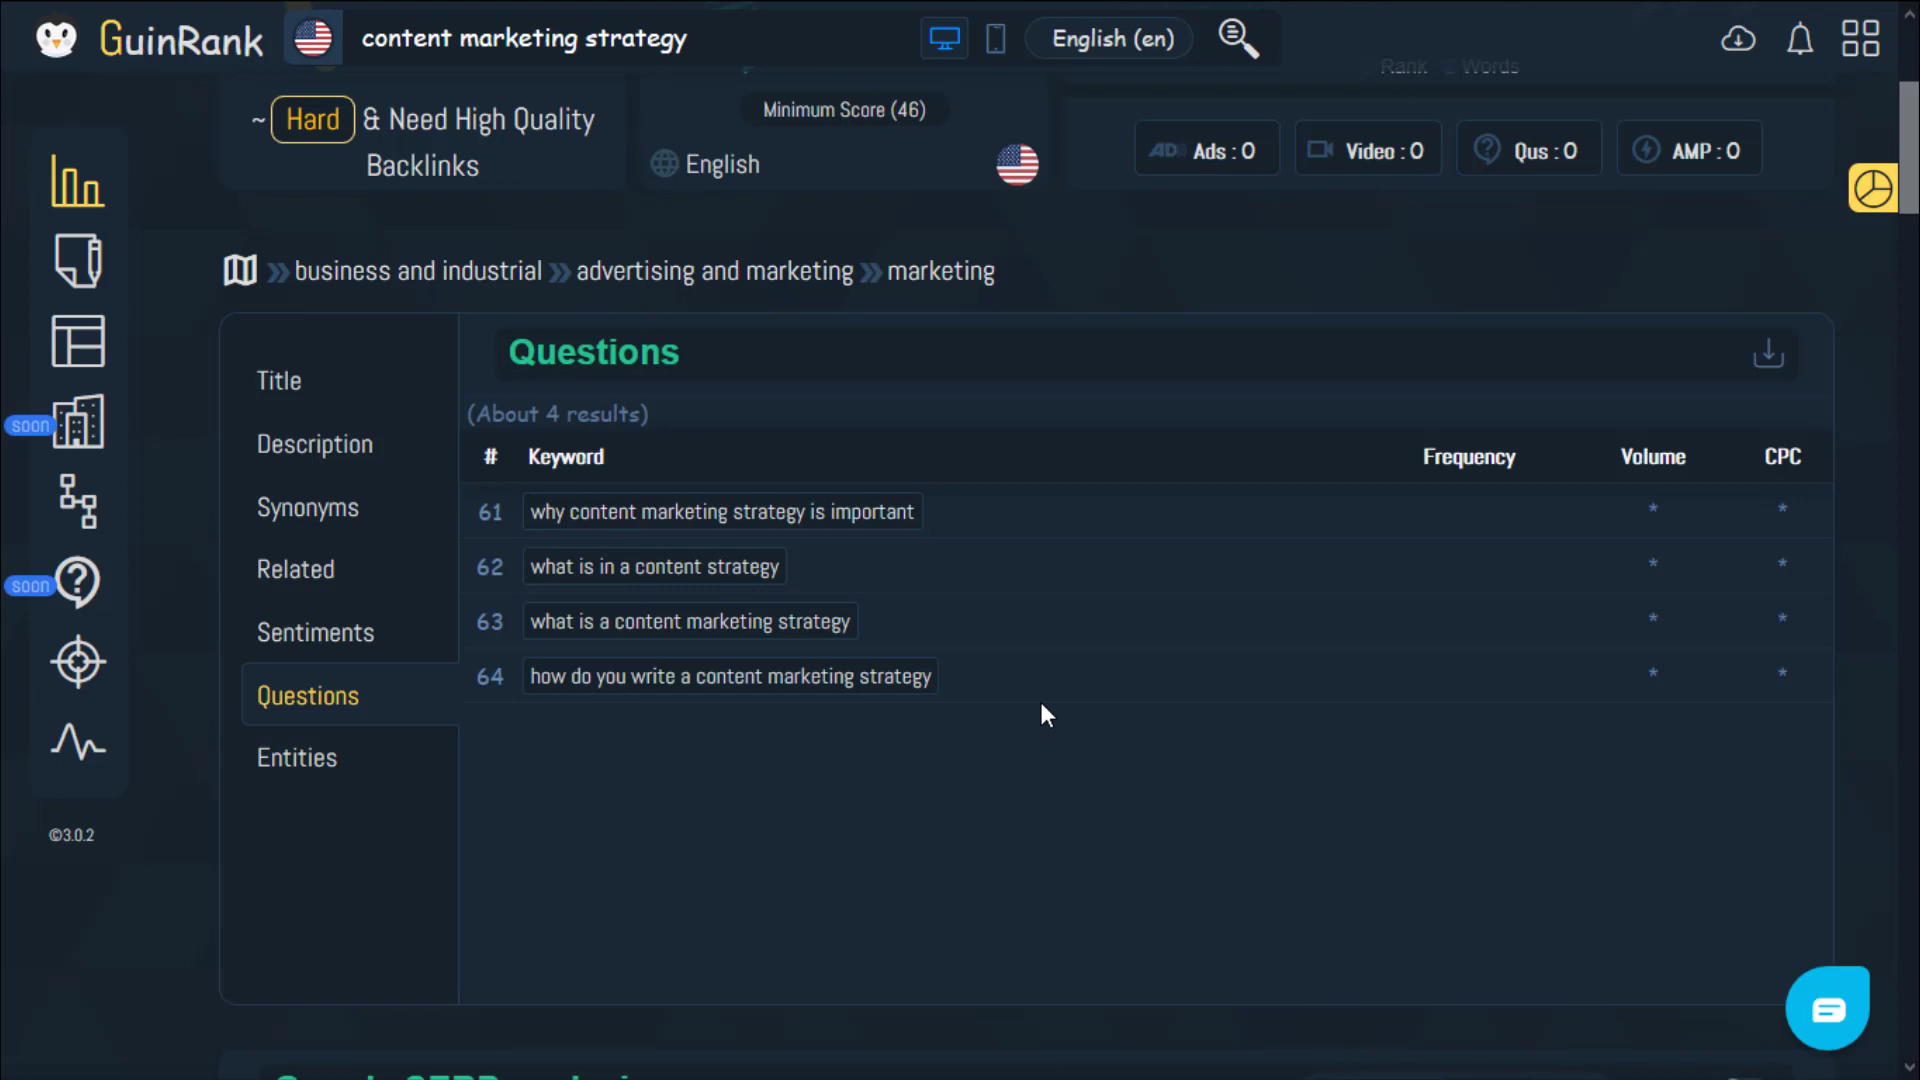 GuinRank
content marketing strategy
English (en)
Rank Words
~ Hard & Need High Quality
Backlinks
Minimum Score (46)
English
AD Ads : 0
Video : 0
Qus : 0
AMP : 0
business and industrial » advertising and marketing » marketing
Title
Description
Synonyms
Related
Sentiments
Questions
Entities
soon
soon
©3.0.2
Questions
(About 4 results)
# Keyword Frequency Volume CPC
61 why content marketing strategy is important * *
62 what is in a content strategy * *
63 what is a content marketing strategy * *
64 how do you write a content marketing strategy * *